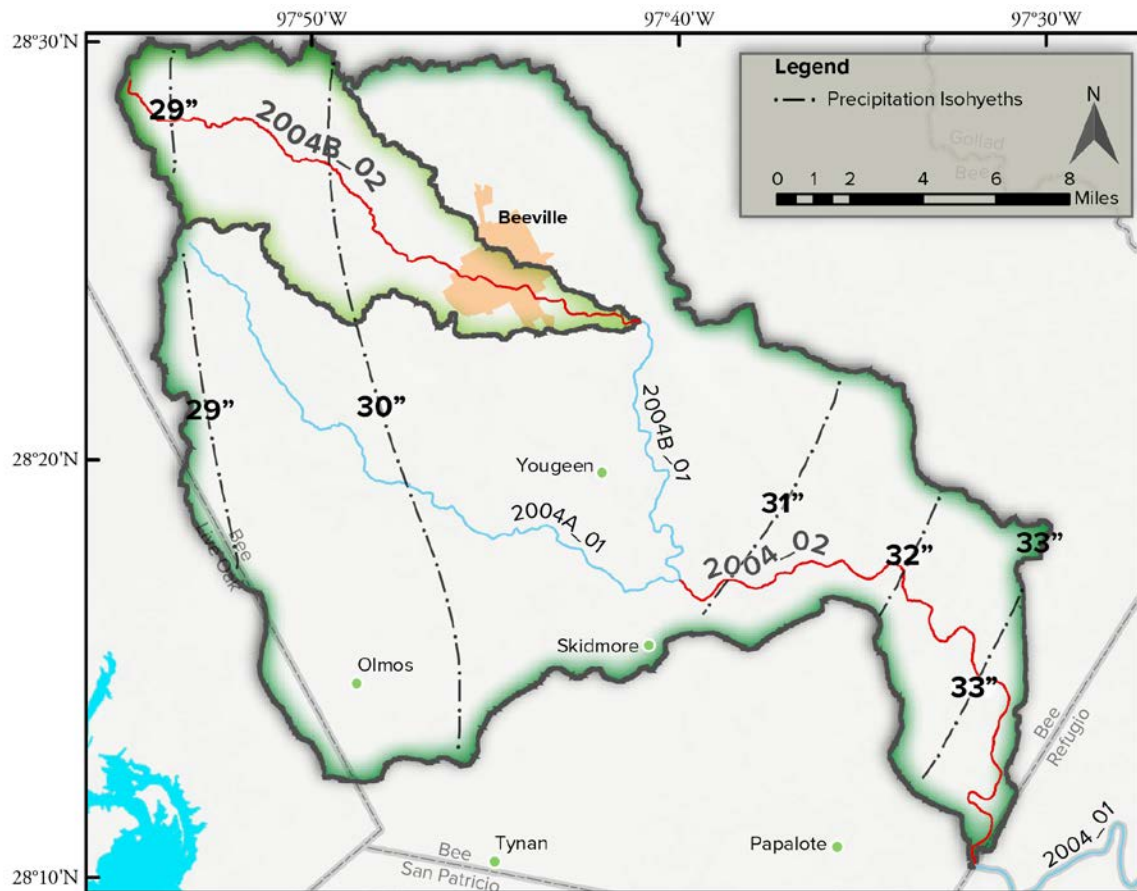 97°50'W
97°40'W
97°30'W
28°30'N
28°20'N
28°10'N
Legend
Precipitation Isohyeths
N
0 1 2 4 6 8
Miles
Goliad
Bee
29”
2004B_02
Beeville
29”
30”
2004B_01
Yougeen
2004A_01
31”
2004_02
32”
33”
Bee
Live Oak
Skidmore
Olmos
33”
Bee
Refugio
Tynan
Papalote
2004_01
Bee
San Patricio